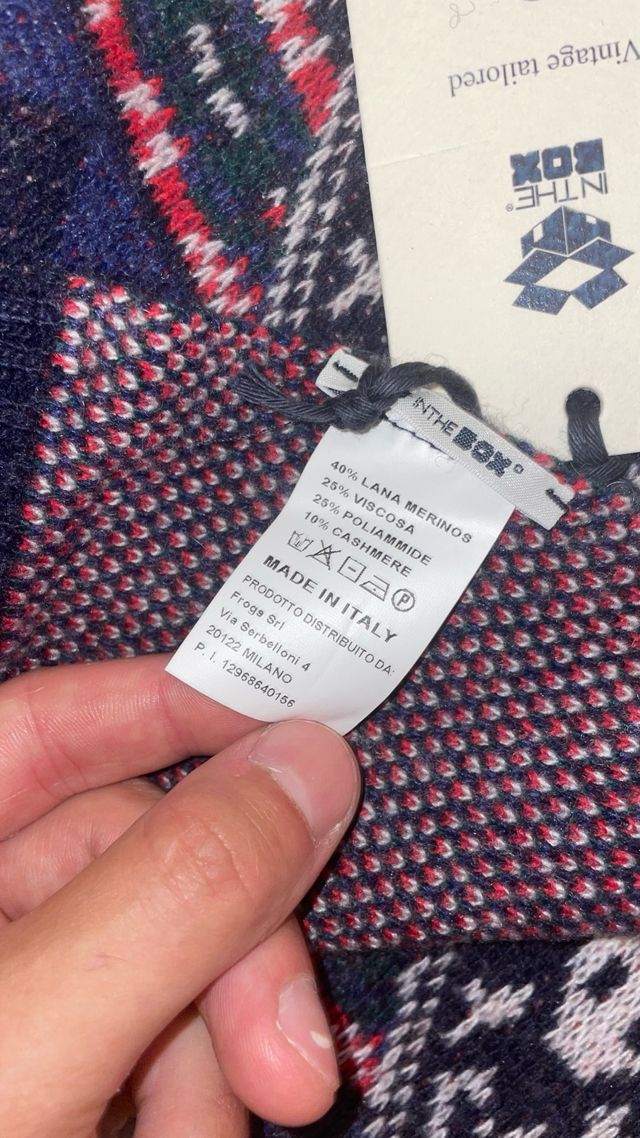 Vintage tailored
IN THE
BOX
IN THE BOX
40% LANA MERINOS
25% VISCOSA
25% POLIAMMIDE
10% CASHMERE
P
MADE IN ITALY
PRODOTTO DISTRIBUITO DA:
Frogs Srl
Via Serbelloni 4
20122 MILANO
P. I. 12968640156